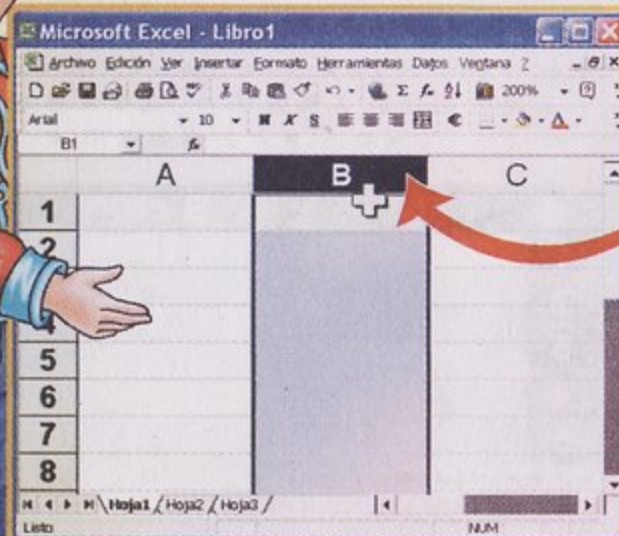 Microsoft Excel - Libro1
Archivo Edición Ver Insertar Formato Herramientas Datos Ventana ?
200%
Arial 10 N K S €
B1 fx
A B C
1
2
4
5
6
7
8
Hoja1 Hoja2 Hoja3
Listo NUM